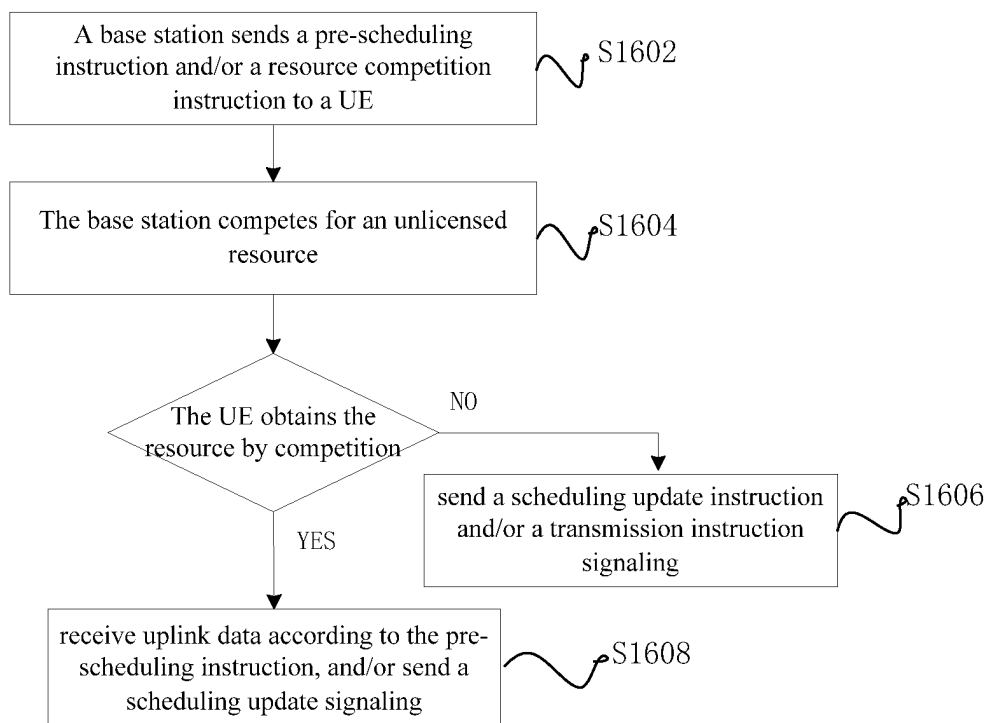 A base station sends a pre-scheduling
instruction and/or a resource competition
instruction to a UE
S1602
The base station competes for an unlicensed
resource
S1604
The UE obtains the
resource by competition
NO
send a scheduling update instruction
and/or a transmission instruction
signaling
S1606
YES
receive uplink data according to the pre-
scheduling instruction, and/or send a
scheduling update signaling
S1608